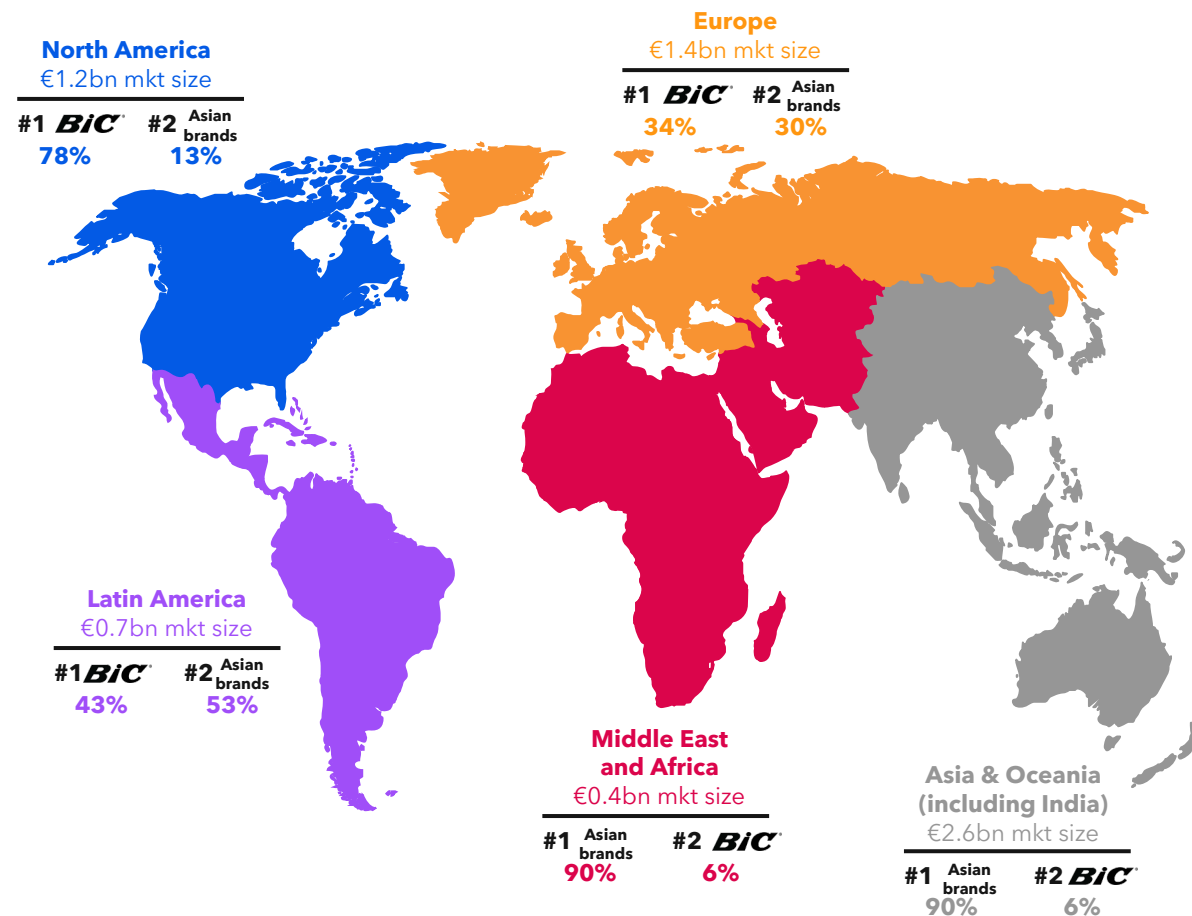 North America
€1.2bn mkt size
#1 BiC® #2 Asian brands
78% 13%
Europe
€1.4bn mkt size
#1 BiC® #2 Asian brands
34% 30%
Latin America
€0.7bn mkt size
#1 BiC® #2 Asian brands
43% 53%
Middle East
and Africa
€0.4bn mkt size
#1 Asian brands #2 BiC®
90% 6%
Asia & Oceania
(including India)
€2.6bn mkt size
#1 Asian brands #2 BiC®
90% 6%